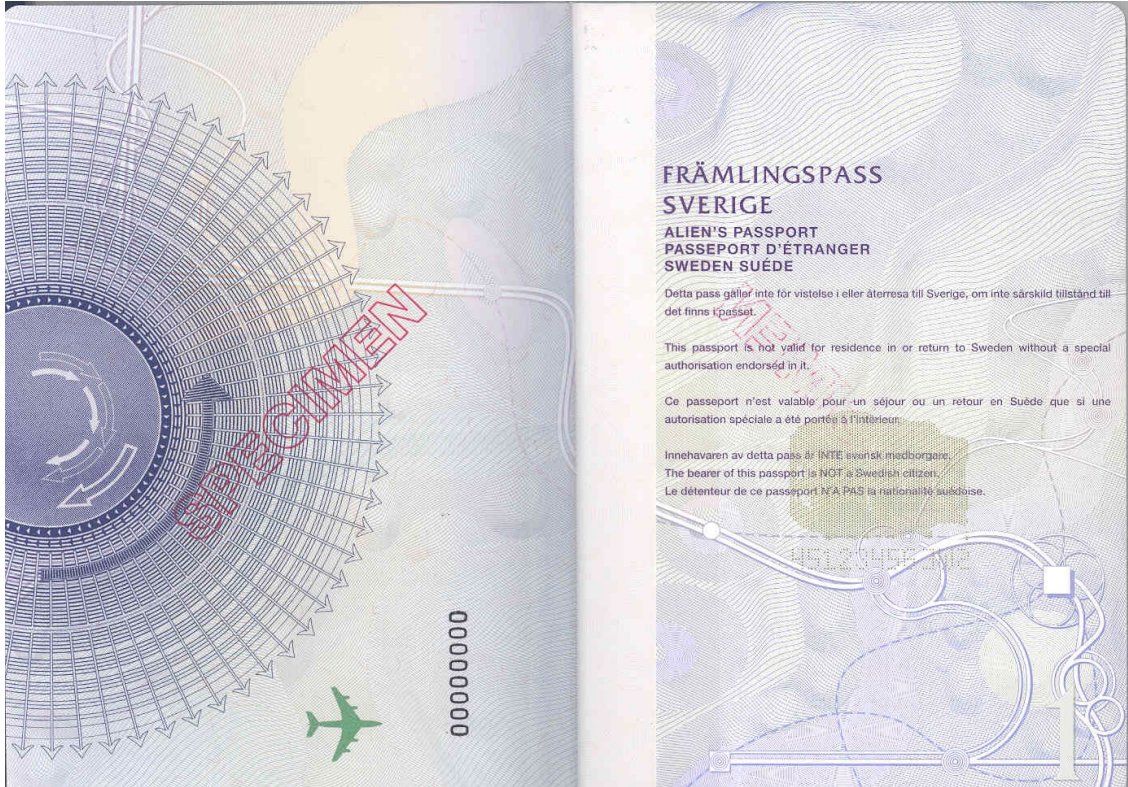 SPECIMEN
00000000
FRÄMLINGSPASS
SVERIGE
ALIEN'S PASSPORT
PASSEPORT D'ÉTRANGER
SWEDEN SUÉDE
Detta pass gäller inte för vistelse i eller återresa till Sverige, om inte särskild tillstånd till
det finns i passet.
This passport is not valid for residence in or return to Sweden without a special
authorisation endorsed in it.
Ce passeport n'est valable pour un séjour ou un retour en Suède que si une
autorisation spéciale a été portée à l'intérieur.
Innehavaren av detta pass är INTE svensk medborgare.
The bearer of this passport is NOT a Swedish citizen.
Le détenteur de ce passeport N'A PAS la nationalité suédoise.
1